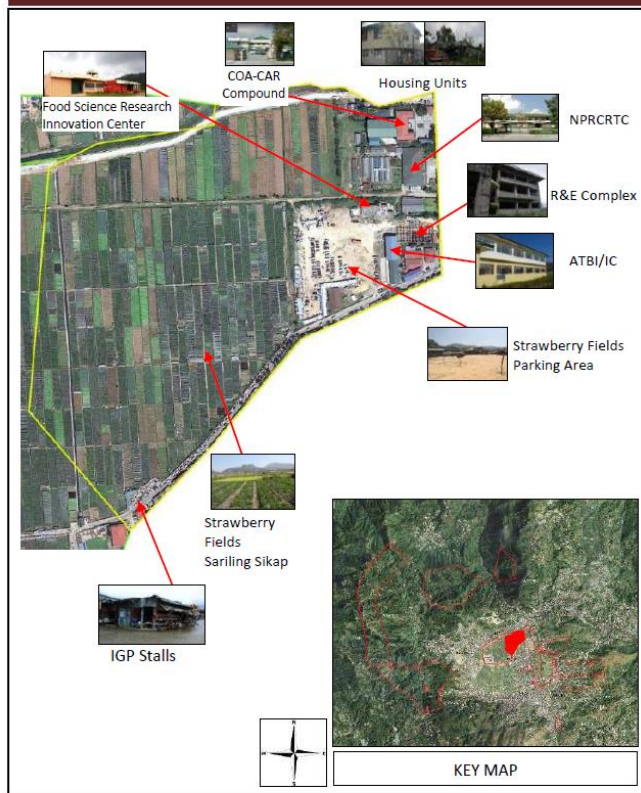 COA-CAR
Compound
Housing Units
Food Science Research
Innovation Center
NPRCRTC
R&E Complex
ATBI/IC
Strawberry Fields
Parking Area
Strawberry
Fields
Sariling Sikap
IGP Stalls
N
KEY MAP